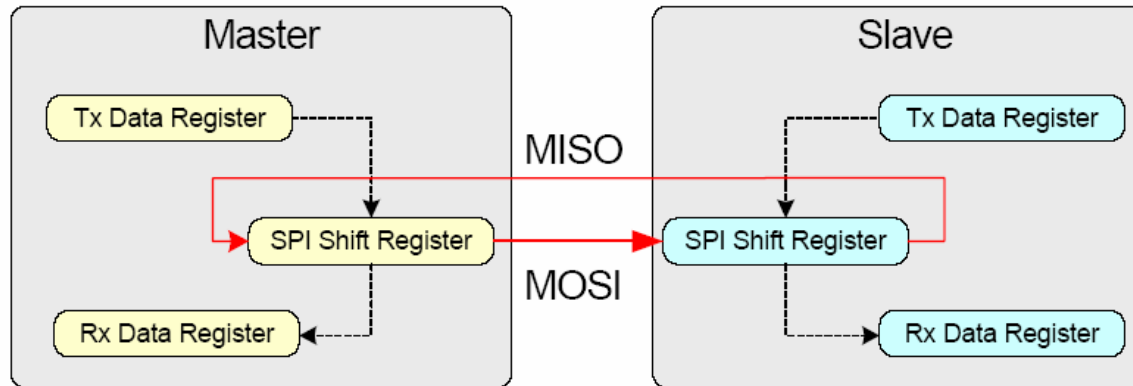 Master
Slave
Tx Data Register
Tx Data Register
MISO
SPI Shift Register
SPI Shift Register
MOSI
Rx Data Register
Rx Data Register